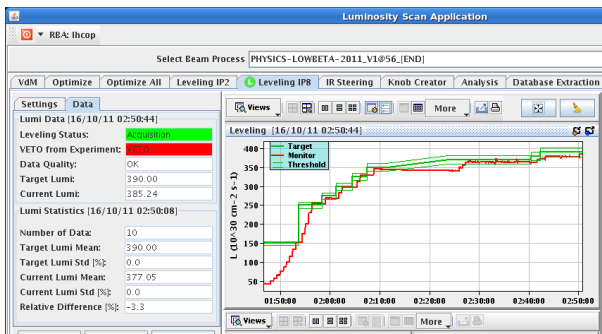 Luminosity Scan Application
RBA: lhcop
Select Beam Process PHYSICS-LOWBETA-2011_V1@56_[END]
VdM Optimize Optimize All Leveling IP2 Leveling IP8 IR Steering Knob Creator Analysis Database Extraction
Settings Data
Lumi Data [16/10/11 02:50:44]
Leveling Status: Acquisition
VETO from Experiment: VETO
Data Quality: OK
Target Lumi: 390.00
Current Lumi: 385.24
Lumi Statistics [16/10/11 02:50:08]
Number of Data: 10
Target Lumi Mean: 390.00
Target Lumi Std [%]: 0.0
Current Lumi Mean: 377.05
Current Lumi Std [%]: 0.0
Relative Difference [%]: -3.3
Views More
Leveling [16/10/11 02:50:44]
Target
Monitor
Threshold
L (10^30 cm-2 s-1)
400
350
300
250
200
150
100
50
01:50:00 02:00:00 02:10:00 02:20:00 02:30:00 02:40:00 02:50:00
Views More